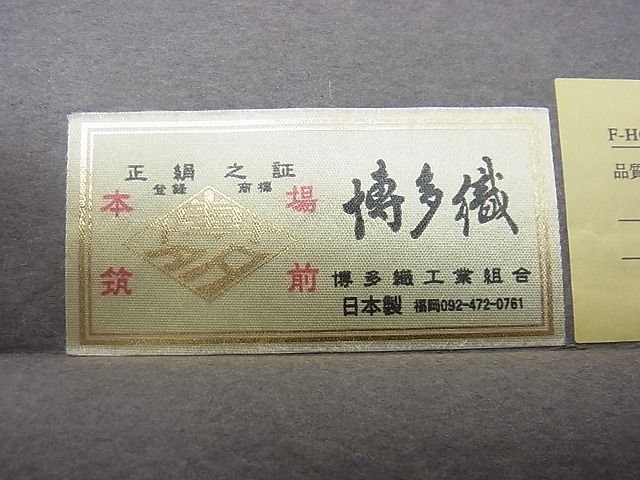 正絹之証
登録 商標
本場
筑前
博多織
博多織工業組合
日本製 福岡092-472-0761
F-H
品質